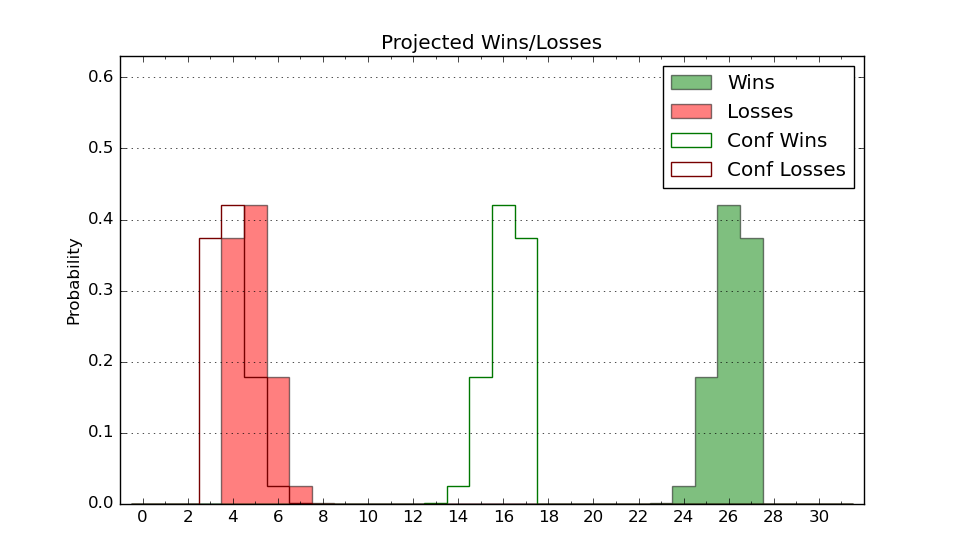 Projected Wins/Losses
0.6
0.5
0.4
0.3
0.2
0.1
0.0
Probability
Wins
Losses
Conf Wins
Conf Losses
0 2 4 6 8 10 12 14 16 18 20 22 24 26 28 30